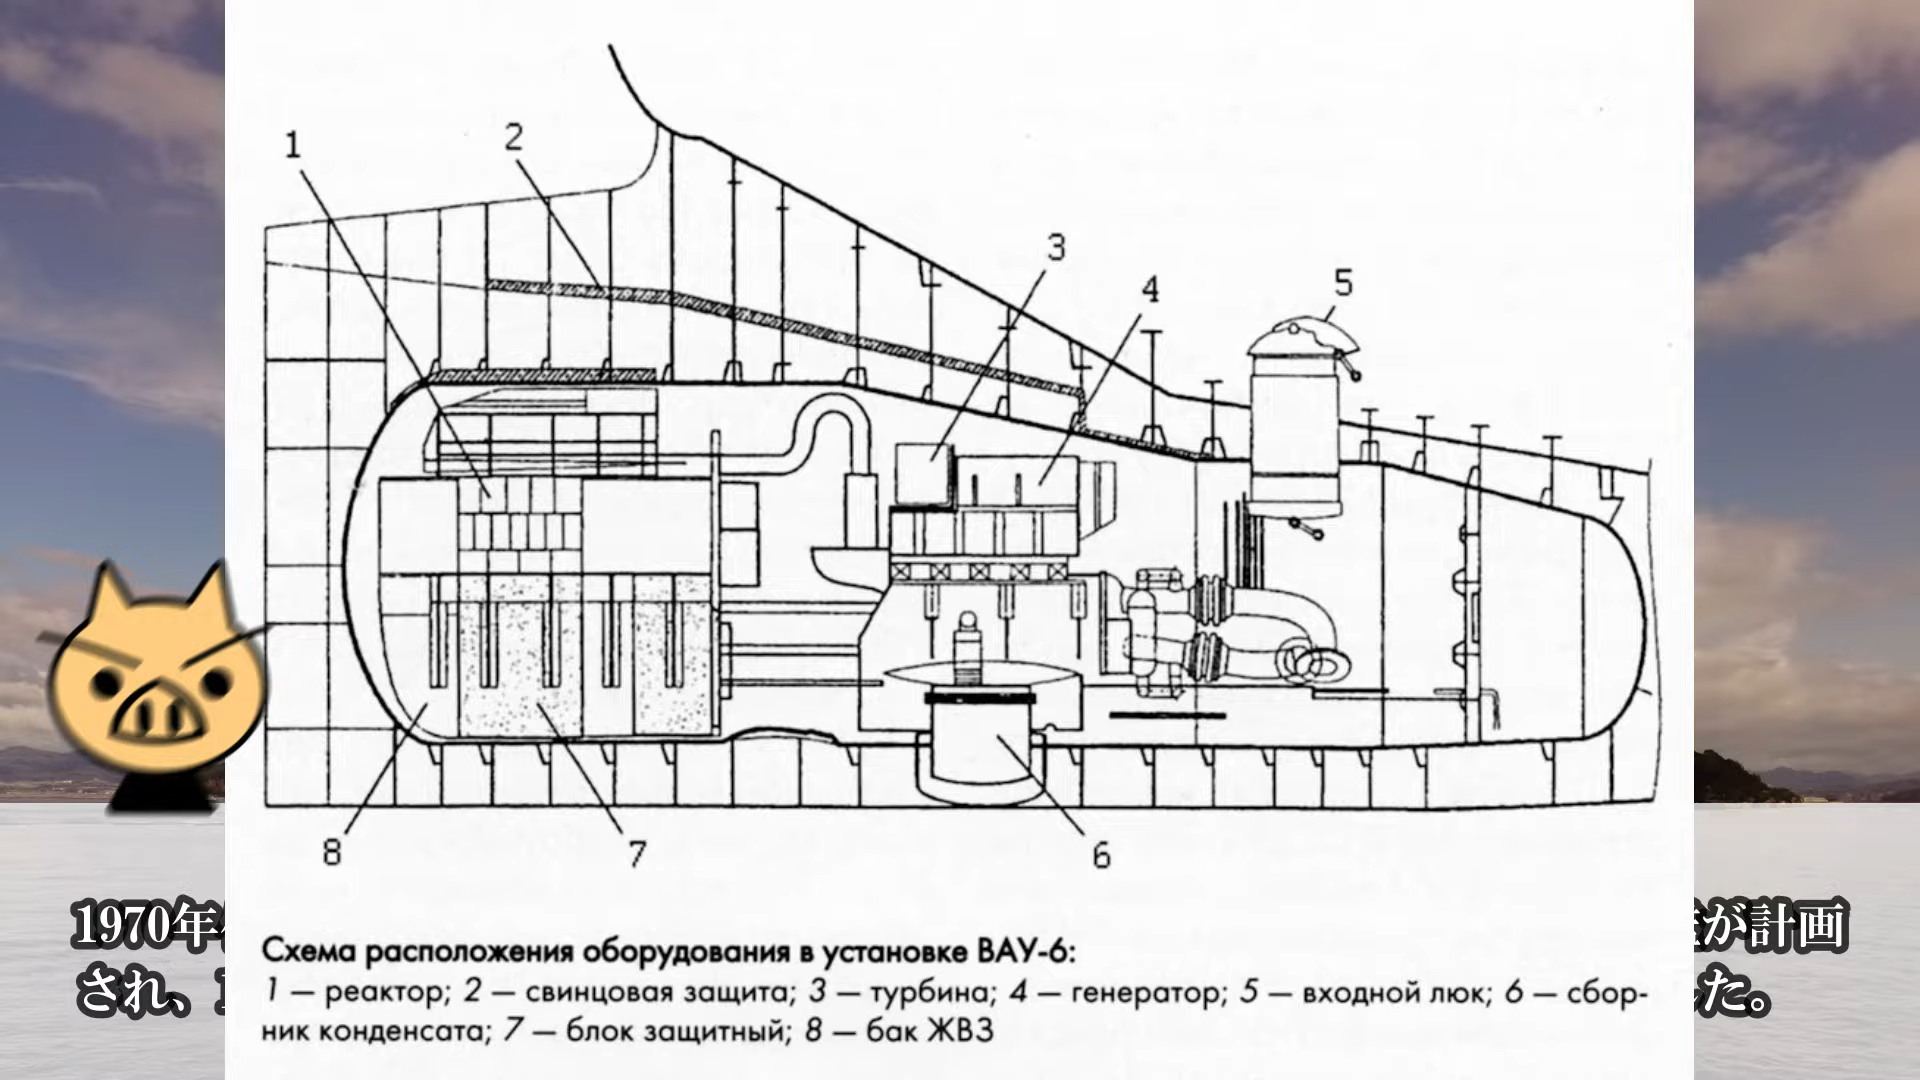 1
2
3
4
5
8
7
6
Схема расположения оборудования в установке ВАУ-6:
1 — реактор; 2 — свинцовая защита; 3 — турбина; 4 — генератор; 5 — входной люк; 6 — сбор-
ник конденсата; 7 — блок защитный; 8 — бак ЖВЗ
1970年 が計画
され、 た。